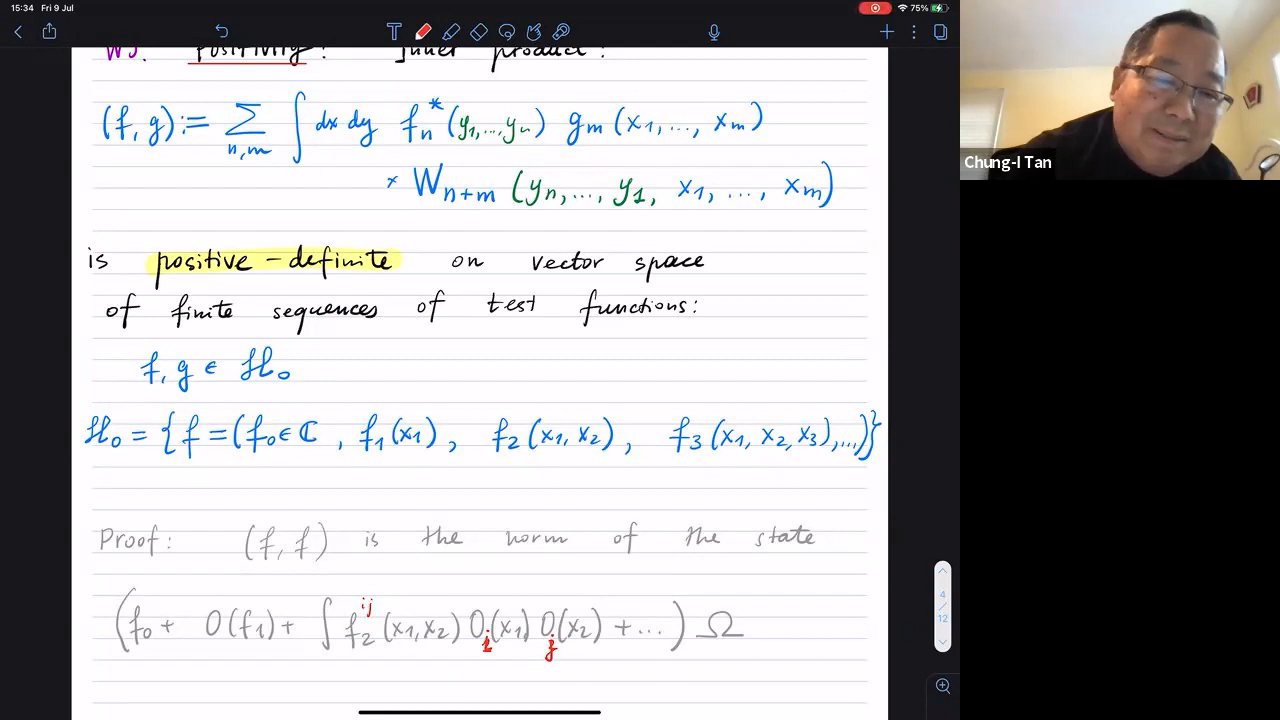 15:34 Fri 9 Jul
75%
W3. Positivity: Inner product:
(f, g) := ∑_{n,m} ∫ dx dy f_n^*(y_1,...,y_n) g_m(x_1,..., x_m)
× W_{n+m} (y_n,..., y_1, x_1, ..., x_m)
is positive-definite on vector space
of finite sequences of test functions:
f, g ∈ ℋ_0
ℋ_0 = {f = (f_0 ∈ ℂ, f_1(x_1), f_2(x_1, x_2), f_3(x_1, x_2, x_3),...)}
Proof: (f, f) is the norm of the state
(f_0 + O(f_1) + ∫ f_2^{ij}(x_1,x_2) O_i(x_1) O_j(x_2) + ...) Ω
4
/
12
Chung-I Tan